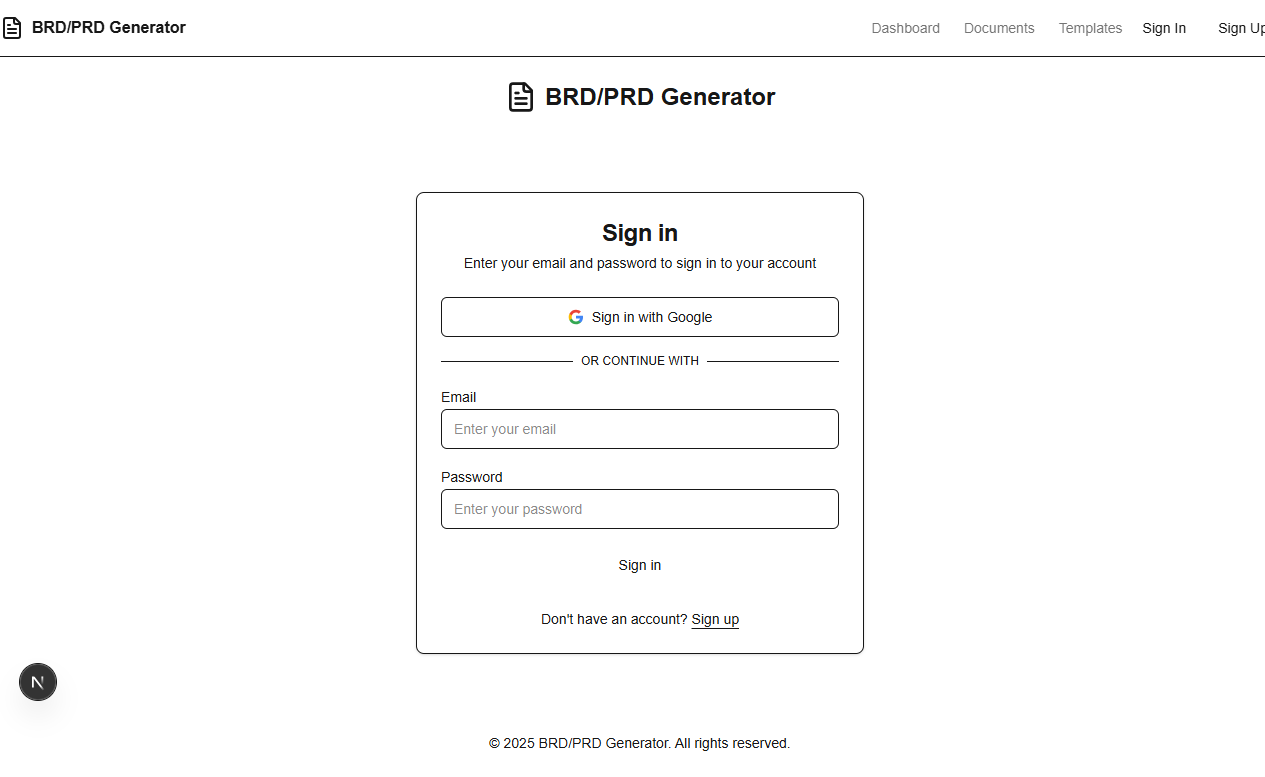 BRD/PRD Generator Dashboard Documents Templates Sign In Sign Up
BRD/PRD Generator
Sign in
Enter your email and password to sign in to your account
Sign in with Google
OR CONTINUE WITH
Email
Enter your email
Password
Enter your password
Sign in
Don't have an account? Sign up
N
© 2025 BRD/PRD Generator. All rights reserved.